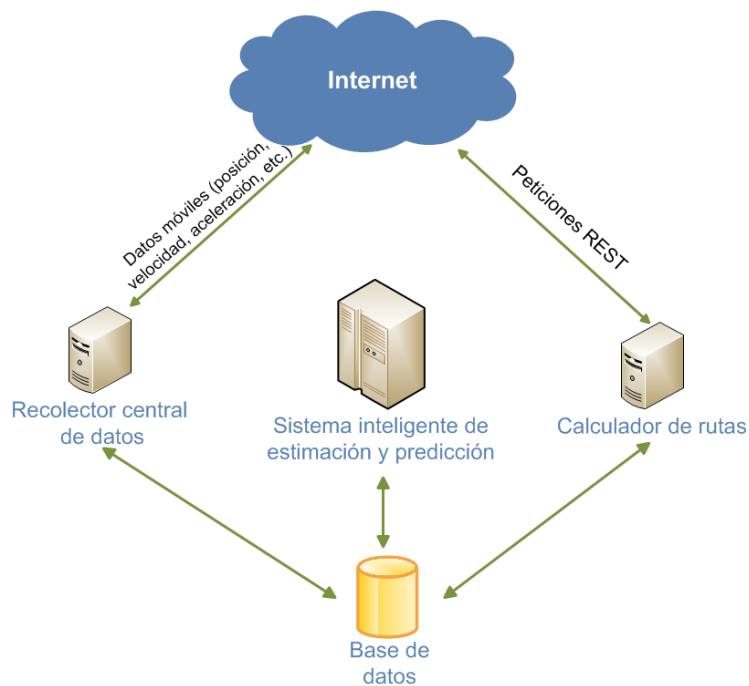 Internet
Datos móviles (posición,
velocidad, aceleración, etc.)
Peticiones REST
Recolector central
de datos
Sistema inteligente de
estimación y predicción
Calculador de rutas
Base de
datos